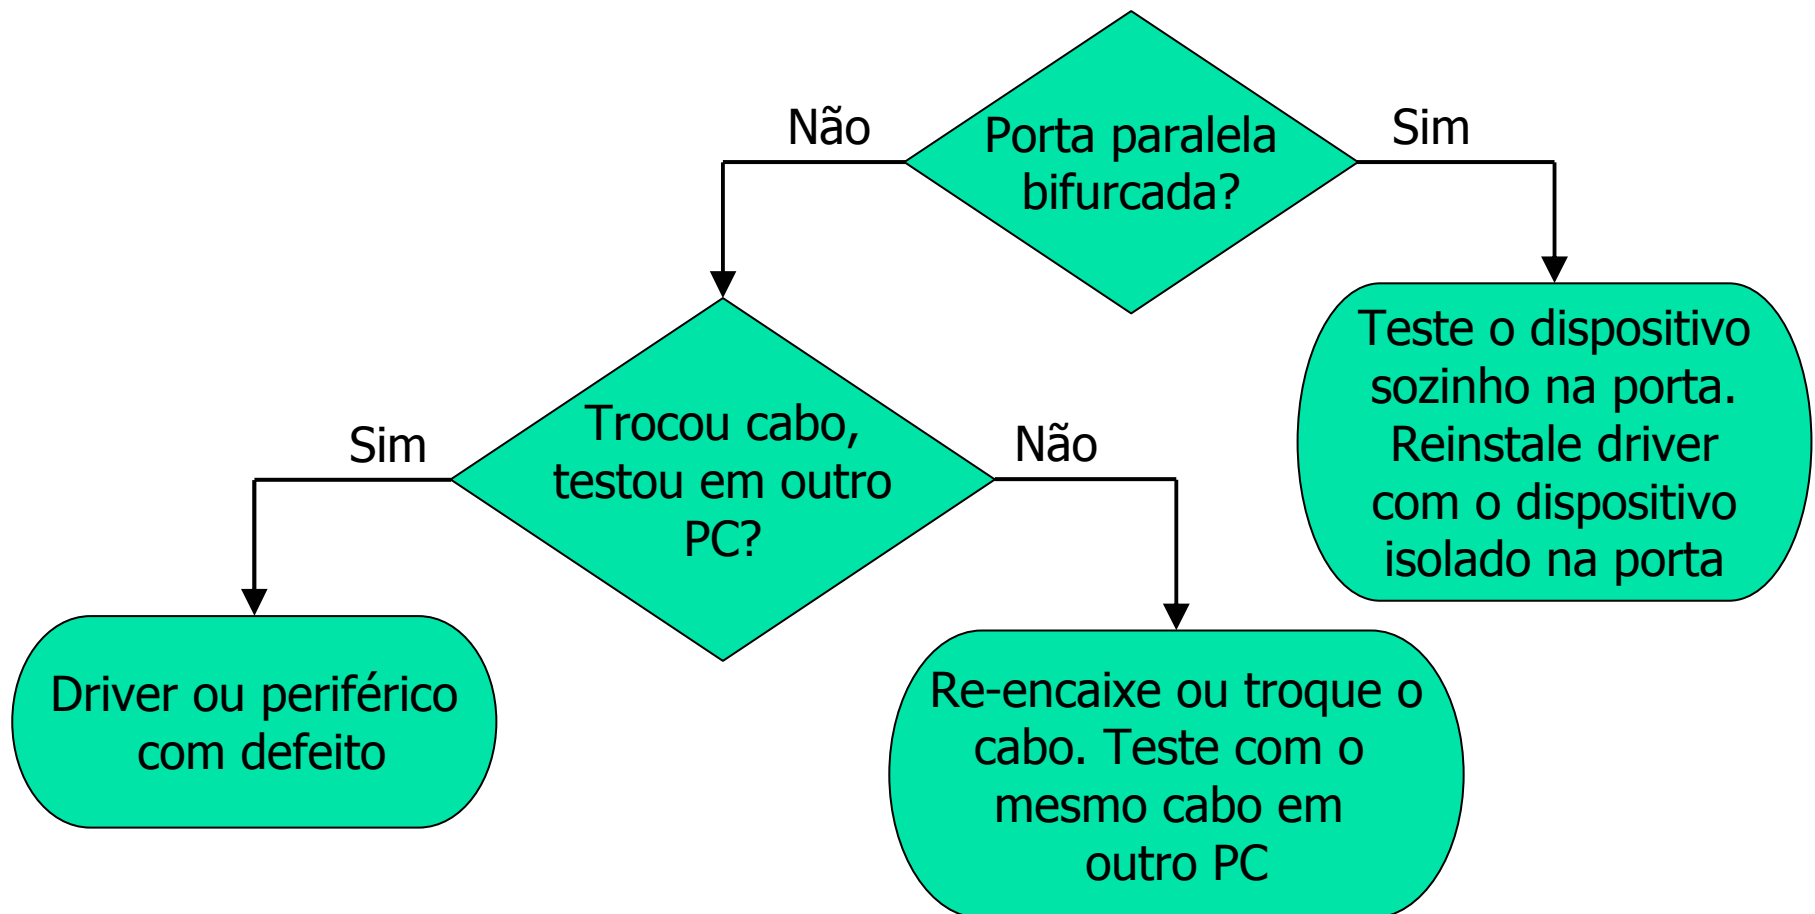 Não
Porta paralela
bifurcada?
Sim
Trocou cabo,
testou em outro
PC?
Sim
Não
Teste o dispositivo
sozinho na porta.
Reinstale driver
com o dispositivo
isolado na porta
Driver ou periférico
com defeito
Re-encaixe ou troque o
cabo. Teste com o
mesmo cabo em
outro PC